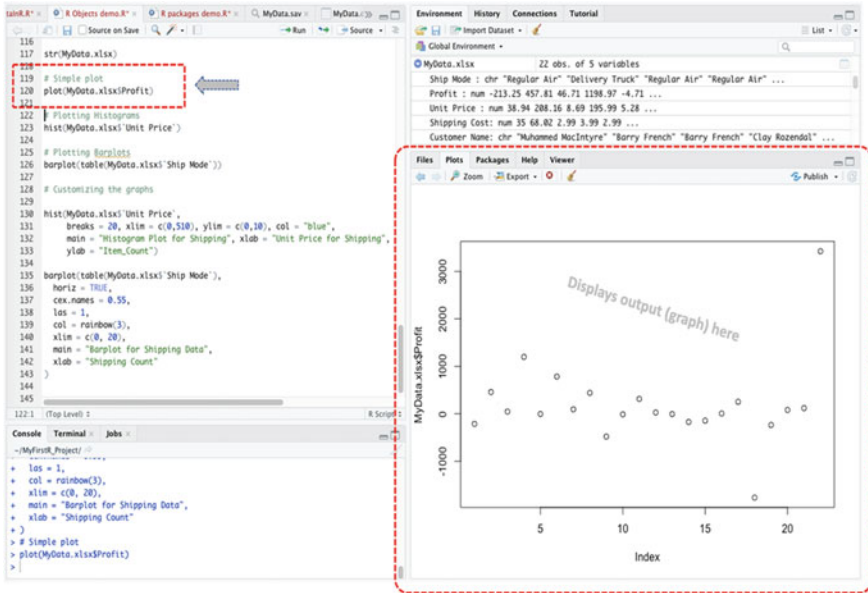 tainR.R*
R Objects demo.R*
R packages demo.R*
MyData.sav
MyData.c
Source on Save
Run
Source
116
117 str(MyData.xlsx)
118
119 # Simple plot
120 plot(MyData.xlsx$Profit)
121
122 # Plotting Histograms
123 hist(MyData.xlsx$`Unit Price`)
124
125 # Plotting Barplots
126 barplot(table(MyData.xlsx$`Ship Mode`))
127
128 # Customizing the graphs
129
130 hist(MyData.xlsx$`Unit Price`,
131 breaks = 20, xlim = c(0,510), ylim = c(0,10), col = "blue",
132 main = "Histogram Plot for Shipping", xlab = "Unit Price for Shipping",
133 ylab = "Item_Count")
134
135 barplot(table(MyData.xlsx$`Ship Mode`),
136 horiz = TRUE,
137 cex.names = 0.55,
138 las = 1,
139 col = rainbow(3),
140 xlim = c(0, 20),
141 main = "Barplot for Shipping Data",
142 xlab = "Shipping Count"
143 )
144
145
122:1 (Top Level) R Script
Console Terminal Jobs
~/MyFirstR_Project/
+ las = 1,
+ col = rainbow(3),
+ xlim = c(0, 20),
+ main = "Barplot for Shipping Data",
+ xlab = "Shipping Count"
+ )
> # Simple plot
> plot(MyData.xlsx$Profit)
>
Environment History Connections Tutorial
Import Dataset
List
Global Environment
MyData.xlsx 22 obs. of 5 variables
Ship Mode : chr "Regular Air" "Delivery Truck" "Regular Air" "Regular Air" ...
Profit : num -213.25 457.81 46.71 1198.97 -4.71 ...
Unit Price : num 38.94 208.16 8.69 195.99 5.28 ...
Shipping Cost: num 35 68.02 2.99 3.99 2.99 ...
Customer Name: chr "Muhammed MacIntyre" "Barry French" "Barry French" "Clay Rozendal" ...
Files Plots Packages Help Viewer
Zoom Export
Publish
Displays output (graph) here
MyData.xlsx$Profit
3000
2000
1000
0
-1000
5 10 15 20
Index